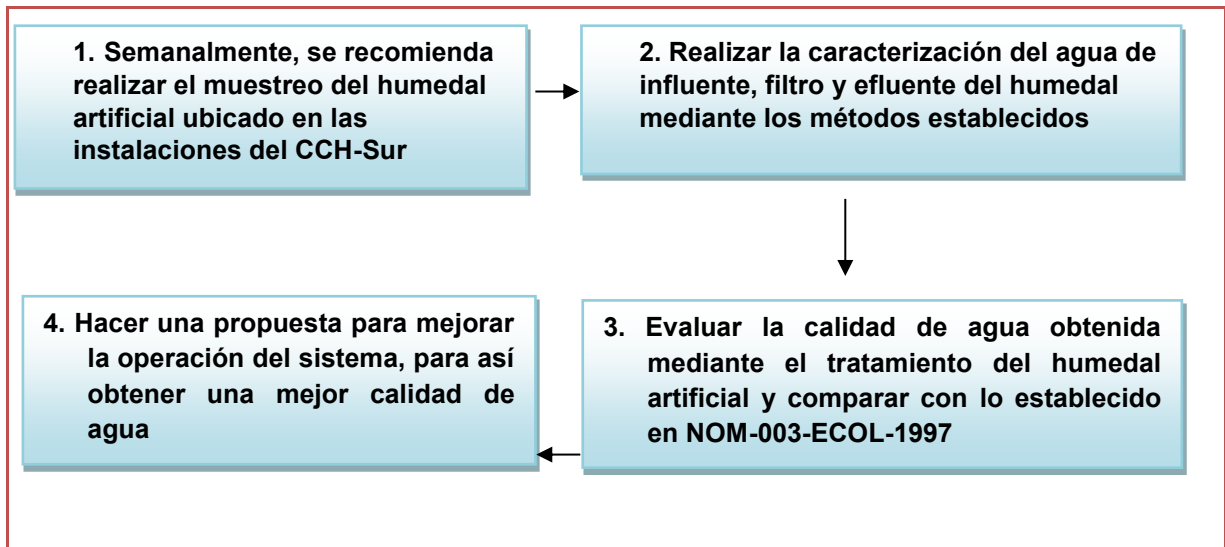 1. Semanalmente, se recomienda
realizar el muestreo del humedal
artificial ubicado en las
instalaciones del CCH-Sur
2. Realizar la caracterización del agua de
influente, filtro y efluente del humedal
mediante los métodos establecidos
3. Evaluar la calidad de agua obtenida
mediante el tratamiento del humedal
artificial y comparar con lo establecido
en NOM-003-ECOL-1997
4. Hacer una propuesta para mejorar
la operación del sistema, para así
obtener una mejor calidad de
agua